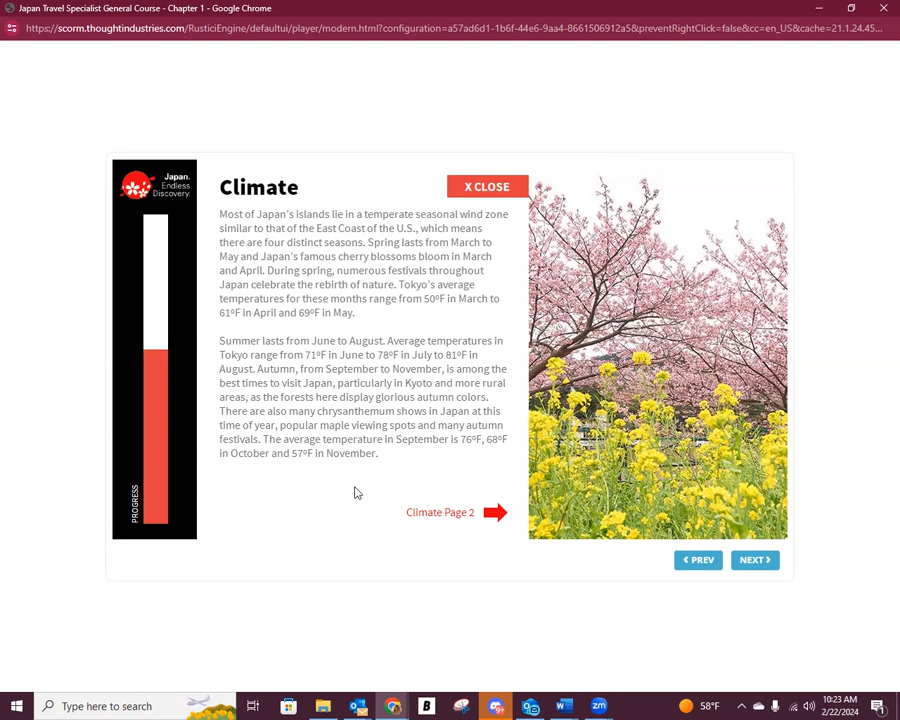 Japan Travel Specialist General Course - Chapter 1 - Google Chrome
https://scorm.thoughtindustries.com/RusticiEngine/defaultui/player/modern.html?configuration=a57ad6d1-1b6f-44e6-9aa4-8661506912a5&preventRightClick=false&cc=en_US&cache=21.1.24.45...
Japan.
Endless
Discovery.
PROGRESS
Climate
X CLOSE
Most of Japan's islands lie in a temperate seasonal wind zone
similar to that of the East Coast of the U.S., which means
there are four distinct seasons. Spring lasts from March to
May and Japan's famous cherry blossoms bloom in March
and April. During spring, numerous festivals throughout
Japan celebrate the rebirth of nature. Tokyo's average
temperatures for these months range from 50ºF in March to
61ºF in April and 69ºF in May.
Summer lasts from June to August. Average temperatures in
Tokyo range from 71ºF in June to 78ºF in July to 81ºF in
August. Autumn, from September to November, is among the
best times to visit Japan, particularly in Kyoto and more rural
areas, as the forests here display glorious autumn colors.
There are also many chrysanthemum shows in Japan at this
time of year, popular maple viewing spots and many autumn
festivals. The average temperature in September is 76ºF, 68ºF
in October and 57ºF in November.
Climate Page 2
PREV
NEXT
Type here to search
B
9+
58°F
10:23 AM
2/22/2024
1